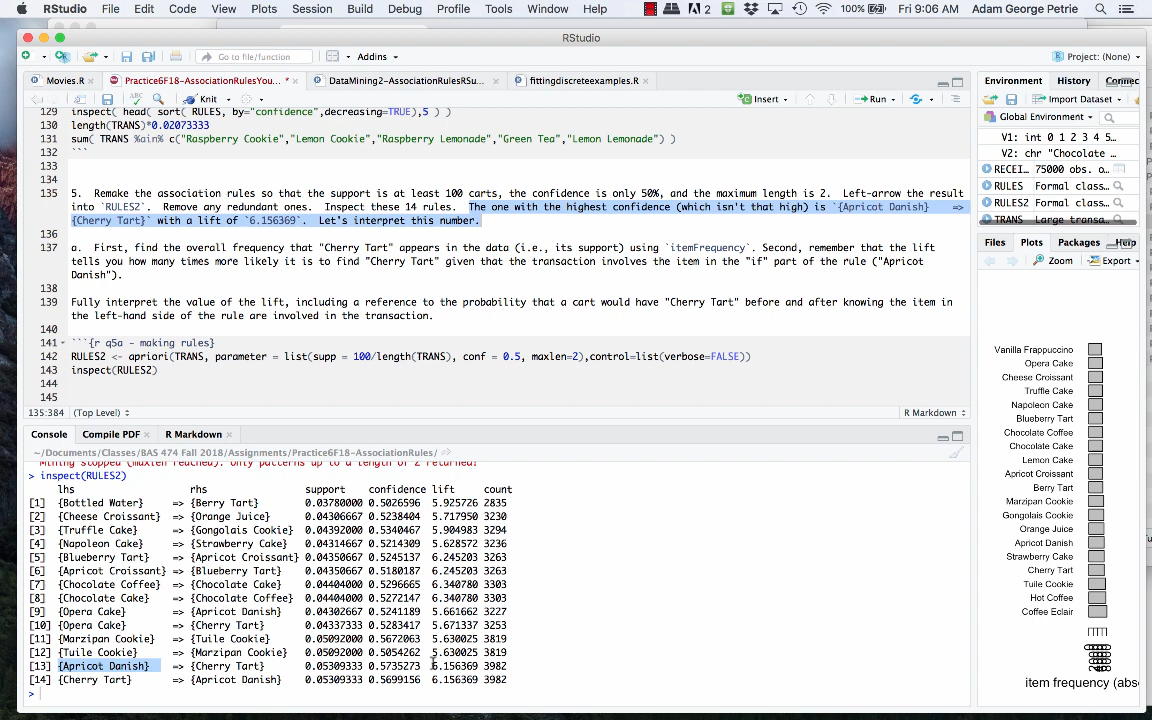 RStudio File Edit Code View Plots Session Build Debug Profile Tools Window Help 2 100% Fri 9:06 AM Adam George Petrie
RStudio
Go to file/function Addins Project: (None)
Movies.R Practice6F18-AssociationRulesYou... * DataMining2-AssociationRulesRSu... fittingdiscreteexamples.R
Knit Insert Run
129 inspect( head( sort( RULES, by="confidence",decreasing=TRUE),5 ) )
130 length(TRANS)*0.02073333
131 sum( TRANS %ain% c("Raspberry Cookie","Lemon Cookie","Raspberry Lemonade","Green Tea","Lemon Lemonade") )
132 ```
133
134
135 5. Remake the association rules so that the support is at least 100 carts, the confidence is only 50%, and the maximum length is 2. Left-arrow the result
into `RULES2`. Remove any redundant ones. Inspect these 14 rules. The one with the highest confidence (which isn't that high) is `{Apricot Danish} =>
{Cherry Tart}` with a lift of `6.156369`. Let's interpret this number.
136
137 a. First, find the overall frequency that "Cherry Tart" appears in the data (i.e., its support) using `itemFrequency`. Second, remember that the lift
tells you how many times more likely it is to find "Cherry Tart" given that the transaction involves the item in the "if" part of the rule ("Apricot
Danish").
138
139 Fully interpret the value of the lift, including a reference to the probability that a cart would have "Cherry Tart" before and after knowing the item in
the left-hand side of the rule are involved in the transaction.
140
141 ```{r q5a - making rules}
142 RULES2 <- apriori(TRANS, parameter = list(supp = 100/length(TRANS), conf = 0.5, maxlen=2),control=list(verbose=FALSE))
143 inspect(RULES2)
144
145
135:384 (Top Level) R Markdown
Console Compile PDF R Markdown
~/Documents/Classes/BAS 474 Fall 2018/Assignments/Practice6F18-AssociationRules/
Mining stopped (maxlen reached). Only patterns up to a length of 2 returned!
> inspect(RULES2)
lhs rhs support confidence lift count
[1] {Bottled Water} => {Berry Tart} 0.03780000 0.5026596 5.925726 2835
[2] {Cheese Croissant} => {Orange Juice} 0.04306667 0.5238404 5.717950 3230
[3] {Truffle Cake} => {Gongolais Cookie} 0.04392000 0.5340467 5.904983 3294
[4] {Napoleon Cake} => {Strawberry Cake} 0.04314667 0.5214309 5.628572 3236
[5] {Blueberry Tart} => {Apricot Croissant} 0.04350667 0.5245137 6.245203 3263
[6] {Apricot Croissant} => {Blueberry Tart} 0.04350667 0.5180187 6.245203 3263
[7] {Chocolate Coffee} => {Chocolate Cake} 0.04404000 0.5296665 6.340780 3303
[8] {Chocolate Cake} => {Chocolate Coffee} 0.04404000 0.5272147 6.340780 3303
[9] {Opera Cake} => {Apricot Danish} 0.04302667 0.5241189 5.661662 3227
[10] {Opera Cake} => {Cherry Tart} 0.04337333 0.5283417 5.671337 3253
[11] {Marzipan Cookie} => {Tuile Cookie} 0.05092000 0.5672063 5.630025 3819
[12] {Tuile Cookie} => {Marzipan Cookie} 0.05092000 0.5054262 5.630025 3819
[13] {Apricot Danish} => {Cherry Tart} 0.05309333 0.5735273 6.156369 3982
[14] {Cherry Tart} => {Apricot Danish} 0.05309333 0.5699156 6.156369 3982
>
Environment History Connec
Import Dataset
Global Environment
V1: int 0 1 2 3 4 5…
V2: chr "Chocolate …
RECEI… 75000 obs. o…
RULES Formal class…
RULES2 Formal class…
TRANS Large transa…
Files Plots Packages Help
Zoom Export
Vanilla Frappuccino
Opera Cake
Cheese Croissant
Truffle Cake
Napoleon Cake
Blueberry Tart
Chocolate Coffee
Chocolate Cake
Lemon Cake
Apricot Croissant
Berry Tart
Marzipan Cookie
Gongolais Cookie
Orange Juice
Apricot Danish
Strawberry Cake
Cherry Tart
Tuile Cookie
Hot Coffee
Coffee Eclair
item frequency (abs